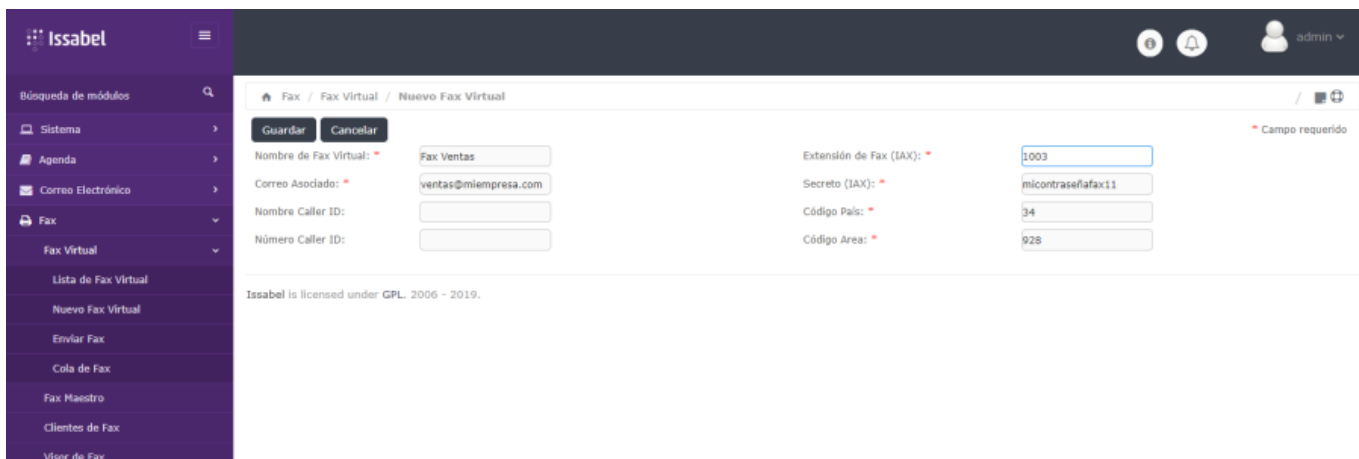 Issabel
admin
Búsqueda de módulos
Sistema
Agenda
Correo Electrónico
Fax
Fax Virtual
Lista de Fax Virtual
Nuevo Fax Virtual
Enviar Fax
Cola de Fax
Fax Maestro
Clientes de Fax
Visor de Fax
Fax / Fax Virtual / Nuevo Fax Virtual /
Guardar Cancelar * Campo requerido
Nombre de Fax Virtual: * Fax Ventas Extensión de Fax (IAX): * 1003
Correo Asociado: * ventas@miempresa.com Secreto (IAX): * micontraseñafax11
Nombre Caller ID: Código País: * 34
Número Caller ID: Código Area: * 928
Issabel is licensed under GPL. 2006 - 2019.